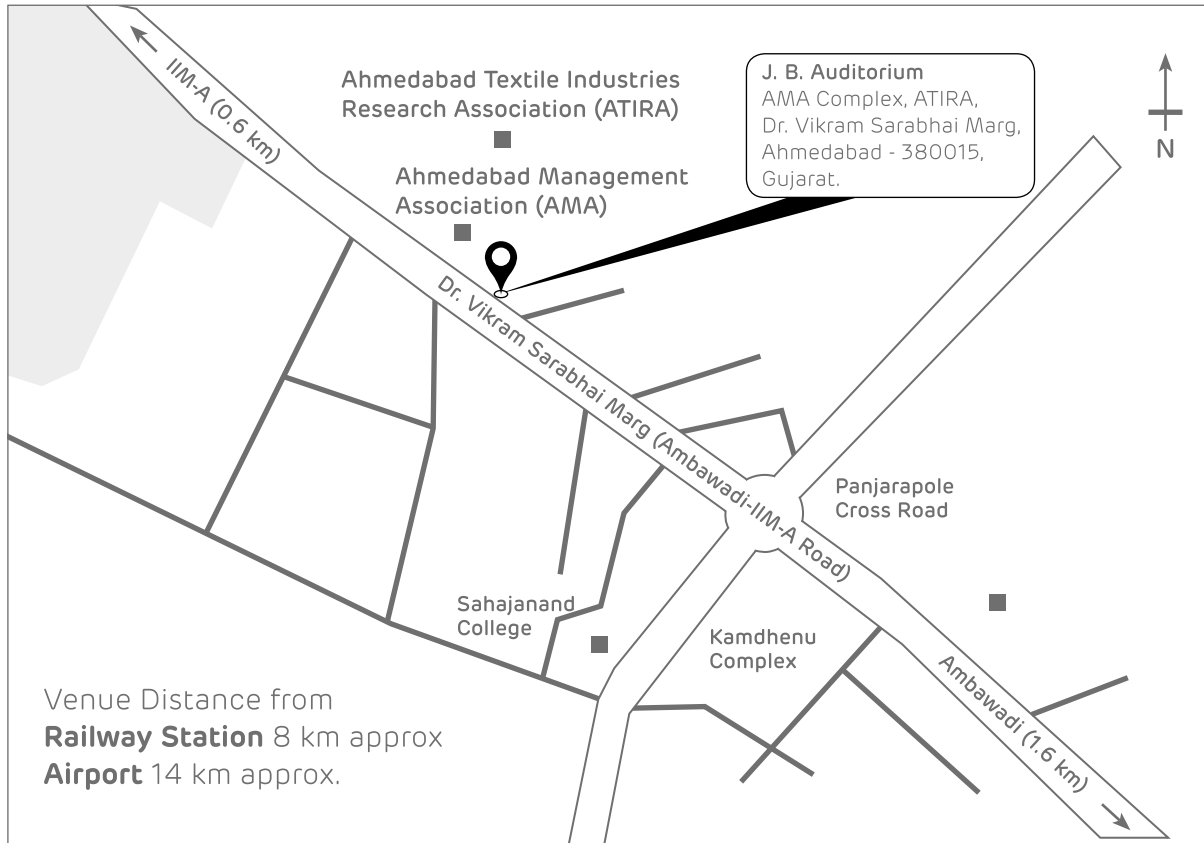 IIM-A (0.6 km)
Ahmedabad Textile Industries
Research Association (ATIRA)
J. B. Auditorium
AMA Complex, ATIRA,
Dr. Vikram Sarabhai Marg,
Ahmedabad - 380015,
Gujarat.
N
Ahmedabad Management
Association (AMA)
Dr. Vikram Sarabhai Marg (Ambawadi-IIM-A Road)
Panjarapole
Cross Road
Sahajanand
College
Kamdhenu
Complex
Ambawadi (1.6 km)
Venue Distance from
Railway Station 8 km approx
Airport 14 km approx.